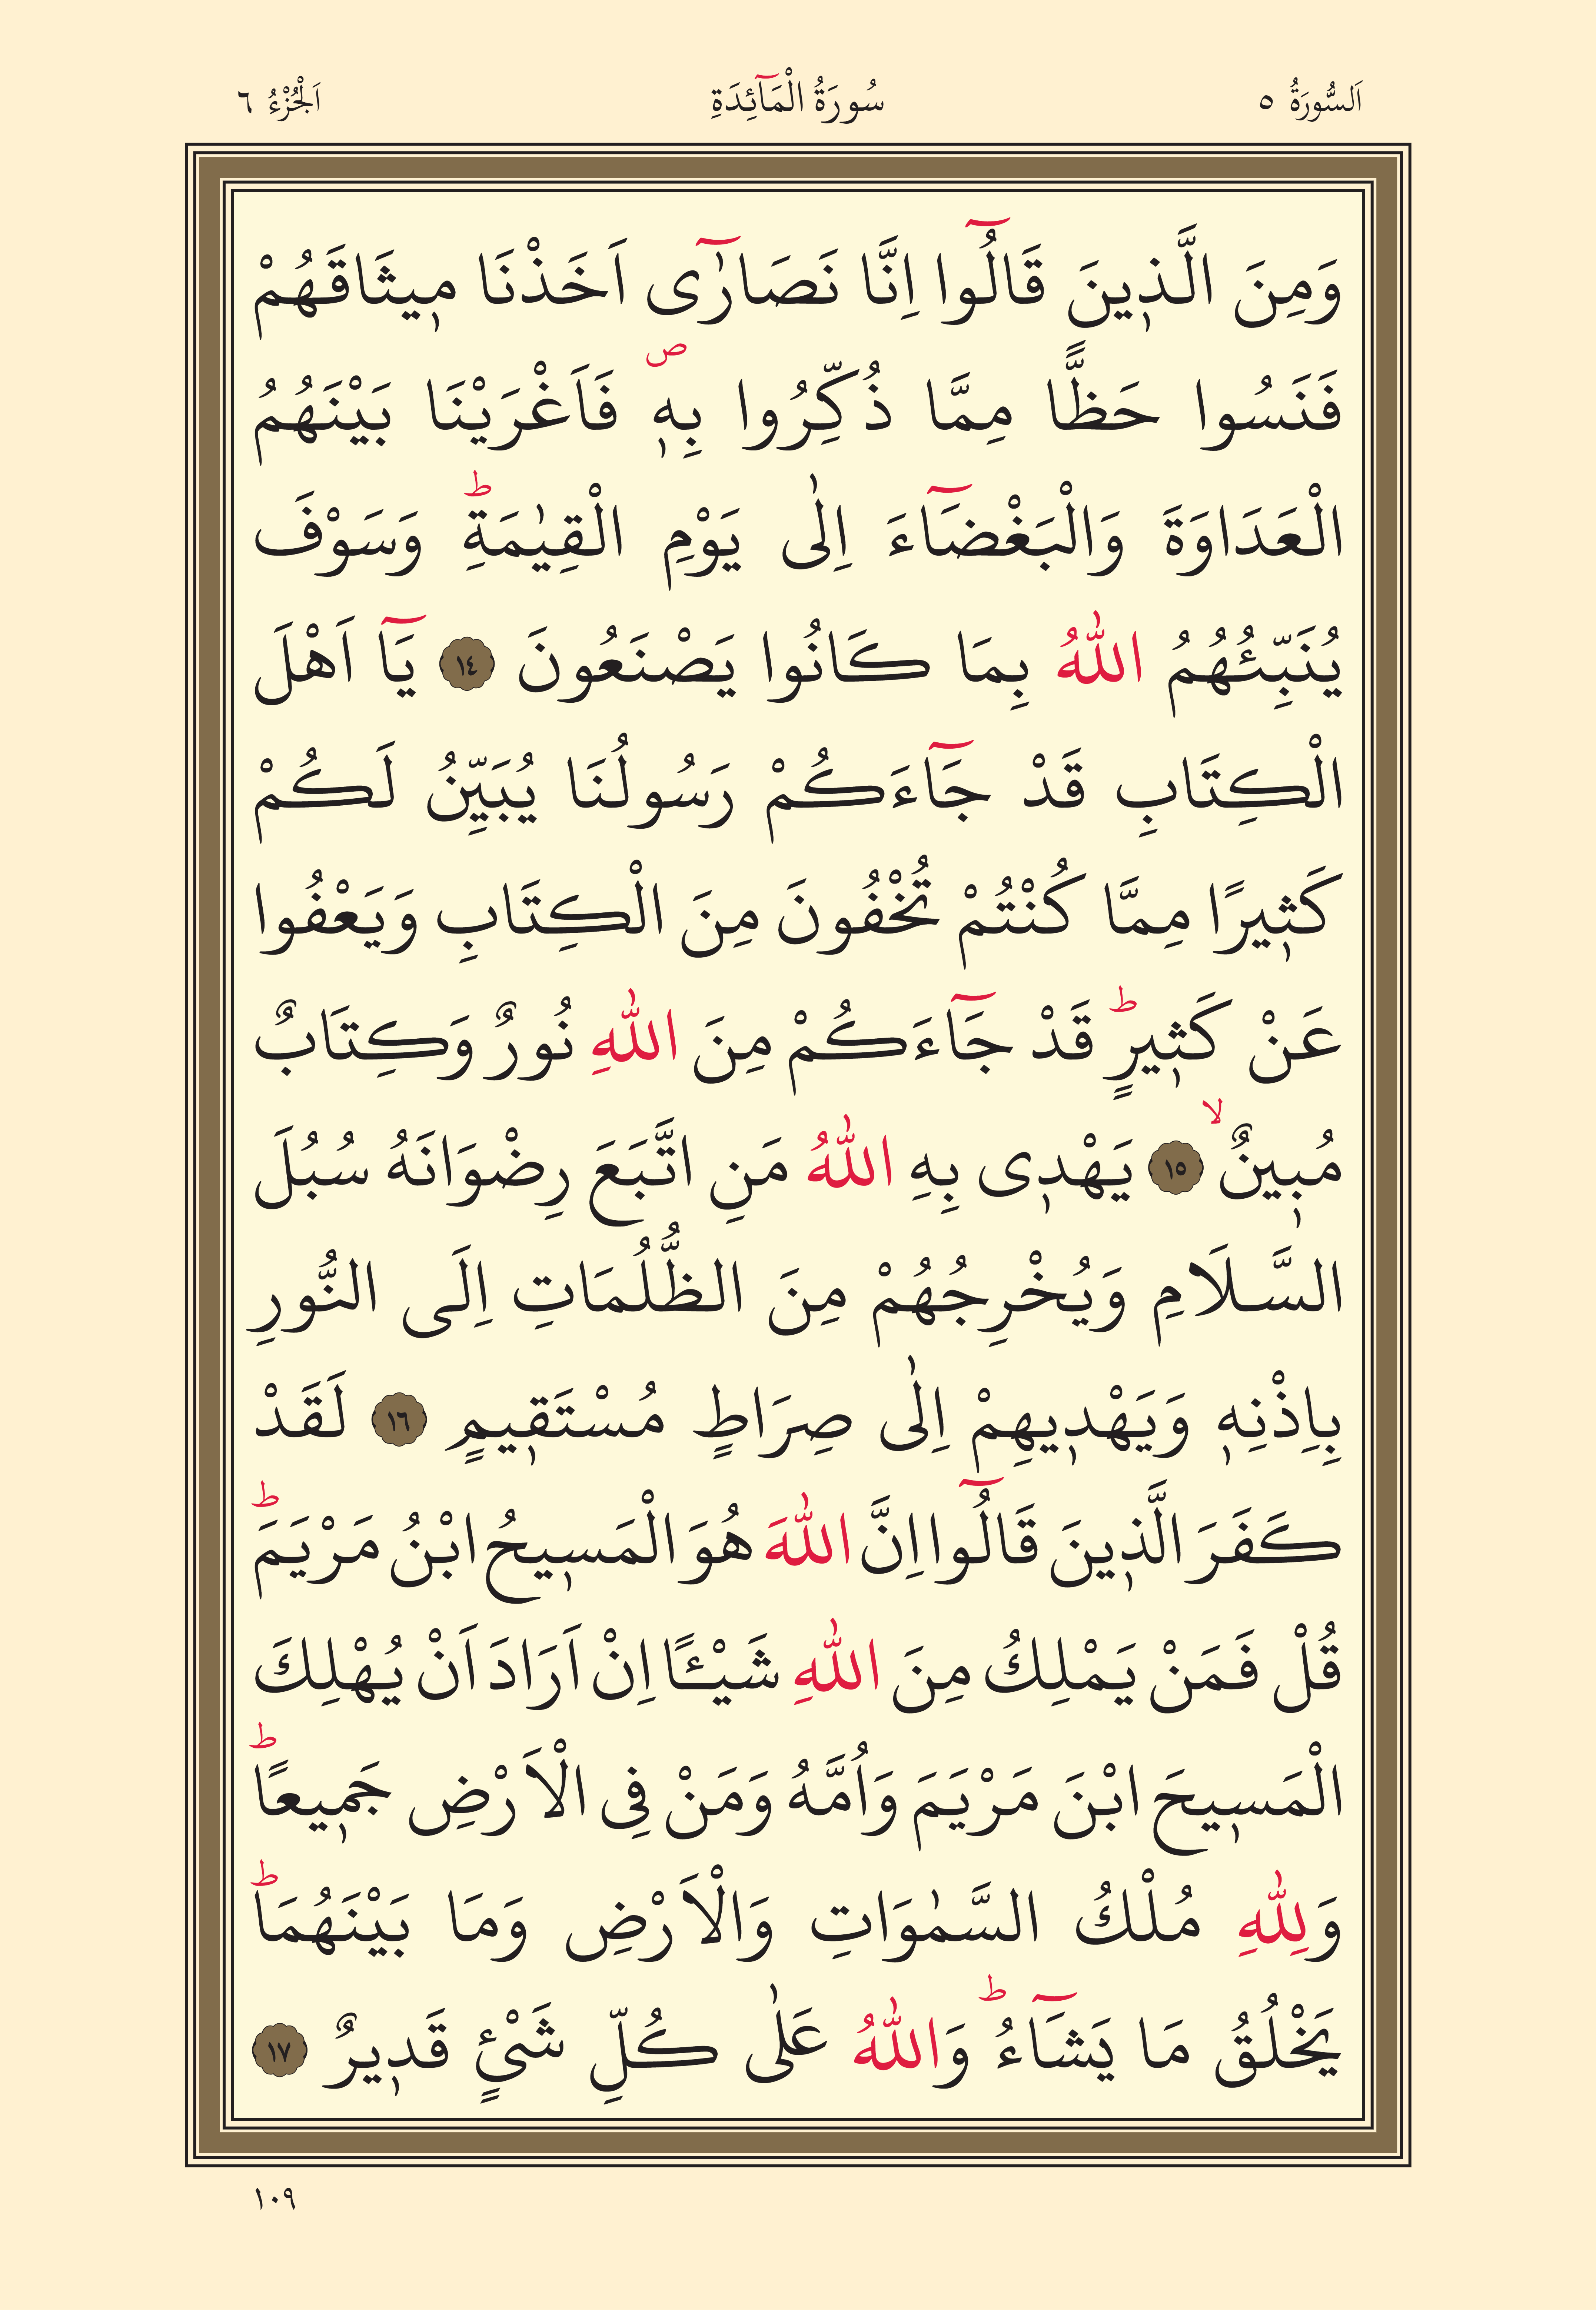 اَلسُّورَةُ ٥ سُورَةُ الْمَآئِدَةِ اَلْجُزْءُ ٦
وَمِنَ الَّذ۪ينَ قَالُٓوا اِنَّا نَصَارٰٓى اَخَذْنَا م۪يثَاقَهُمْ
فَنَسُوا حَظًّا مِمَّا ذُكِّرُوا بِه۪ۖ فَاَغْرَيْنَا بَيْنَهُمُ
الْعَدَاوَةَ وَالْبَغْضَٓاءَ اِلٰى يَوْمِ الْقِيٰمَةِۜ وَسَوْفَ
يُنَبِّئُهُمُ اللّٰهُ بِمَا كَانُوا يَصْنَعُونَ ١٤ يَٓا اَهْلَ
الْكِتَابِ قَدْ جَٓاءَكُمْ رَسُولُنَا يُبَيِّنُ لَكُمْ
كَث۪يرًا مِمَّا كُنْتُمْ تُخْفُونَ مِنَ الْكِتَابِ وَيَعْفُوا
عَنْ كَث۪يرٍۜ قَدْ جَٓاءَكُمْ مِنَ اللّٰهِ نُورٌ وَكِتَابٌ
مُب۪ينٌۙ ١٥ يَهْد۪ى بِهِ اللّٰهُ مَنِ اتَّبَعَ رِضْوَانَهُ سُبُلَ
السَّلَامِ وَيُخْرِجُهُمْ مِنَ الظُّلُمَاتِ اِلَى النُّورِ
بِاِذْنِه۪ وَيَهْد۪يهِمْ اِلٰى صِرَاطٍ مُسْتَق۪يمٍ ١٦ لَقَدْ
كَفَرَ الَّذ۪ينَ قَالُٓوا اِنَّ اللّٰهَ هُوَ الْمَس۪يحُ ابْنُ مَرْيَمَۜ
قُلْ فَمَنْ يَمْلِكُ مِنَ اللّٰهِ شَيْـًٔا اِنْ اَرَادَ اَنْ يُهْلِكَ
الْمَس۪يحَ ابْنَ مَرْيَمَ وَاُمَّهُ وَمَنْ فِى الْاَرْضِ جَم۪يعًاۜ
وَلِلّٰهِ مُلْكُ السَّمٰوَاتِ وَالْاَرْضِ وَمَا بَيْنَهُمَاۜ
يَخْلُقُ مَا يَشَٓاءُۜ وَاللّٰهُ عَلٰى كُلِّ شَىْءٍ قَد۪يرٌ ١٧
١٠٩